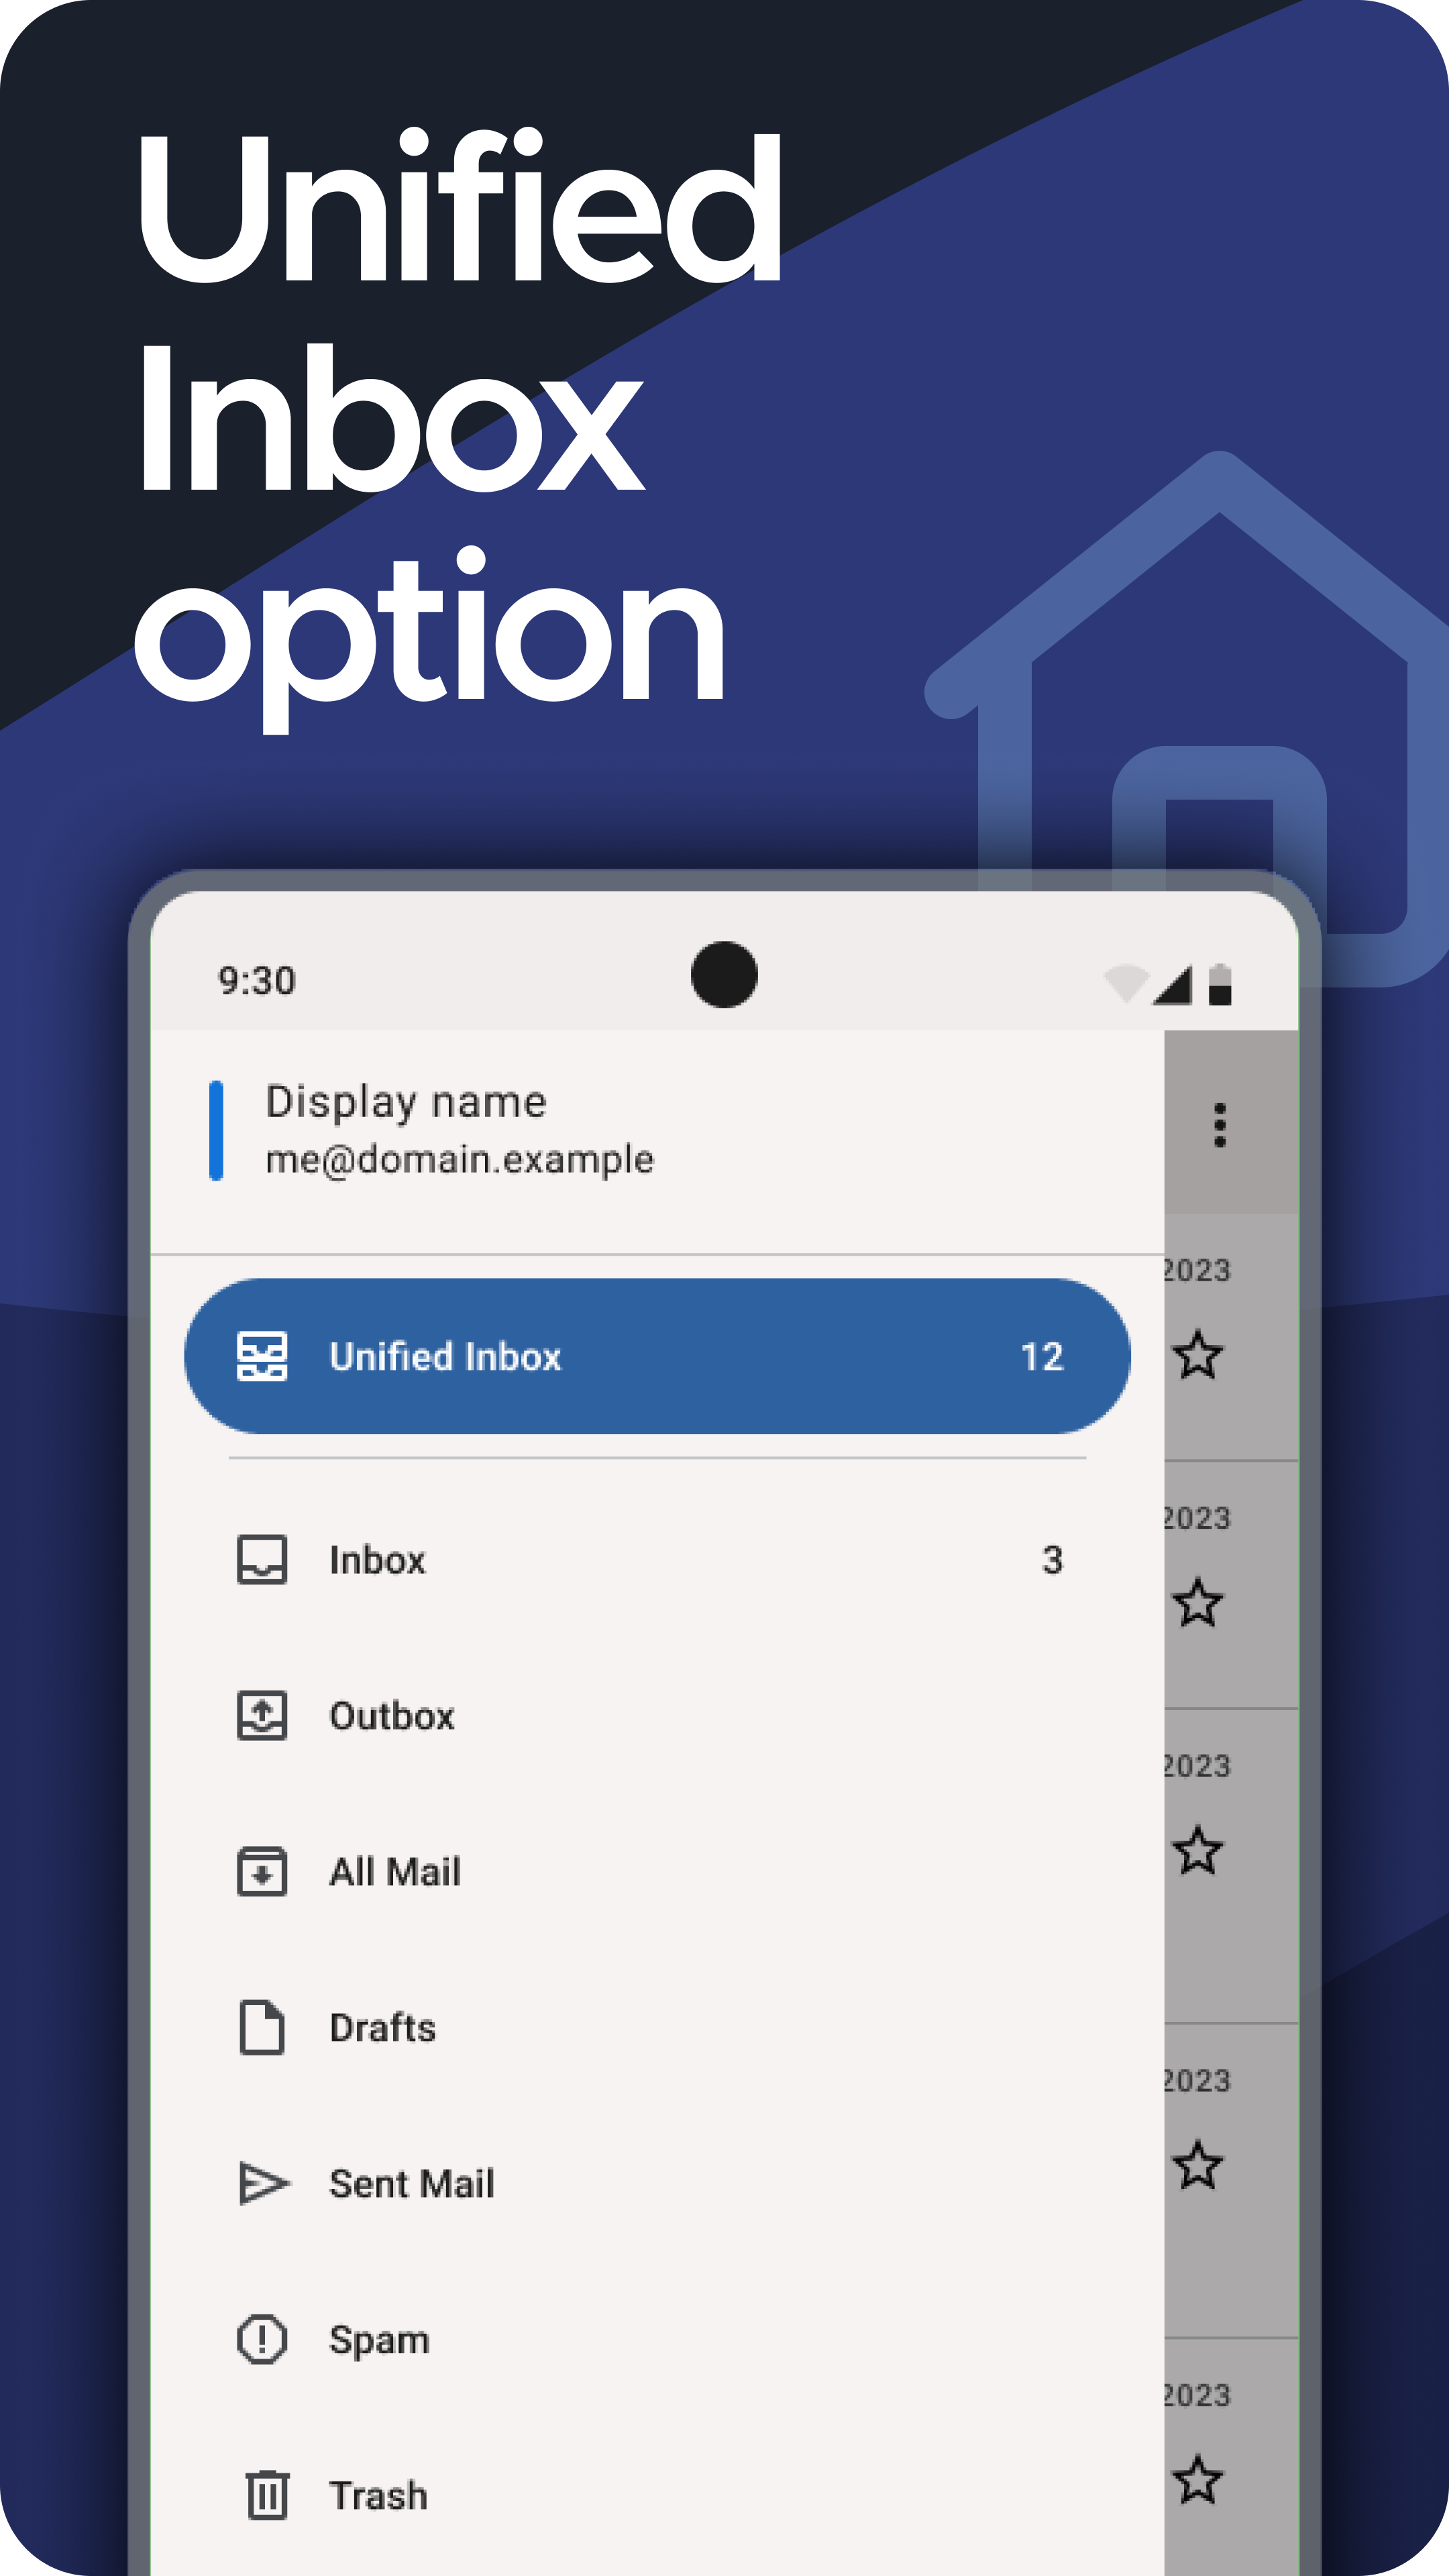 Unified
Inbox
option
9:30
Display name
me@domain.example
Unified Inbox 12
2023
Inbox 3
2023
Outbox
2023
All Mail
Drafts
2023
Sent Mail
Spam
2023
Trash